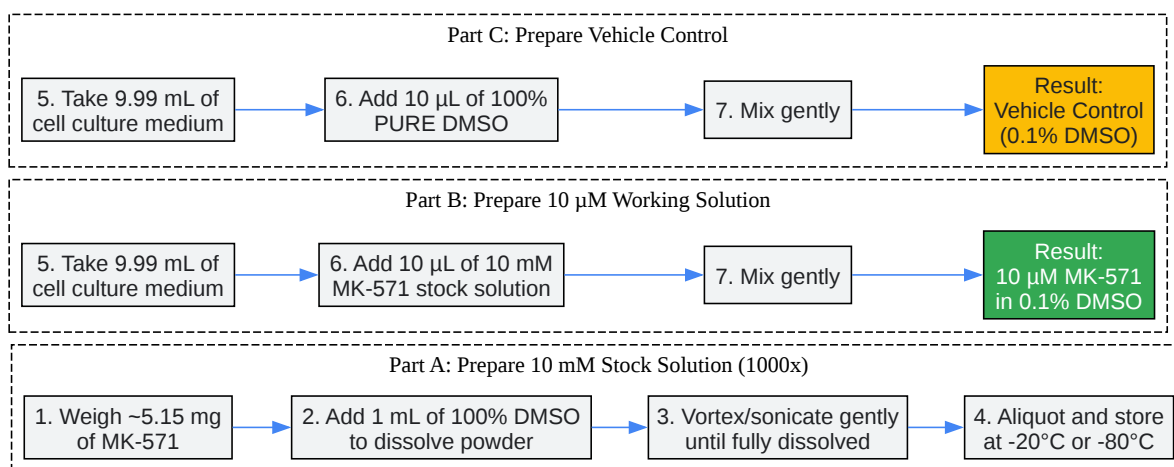 Part C: Prepare Vehicle Control
5. Take 9.99 mL of
cell culture medium
6. Add 10 µL of 100%
PURE DMSO
7. Mix gently
Result:
Vehicle Control
(0.1% DMSO)
Part B: Prepare 10 µM Working Solution
5. Take 9.99 mL of
cell culture medium
6. Add 10 µL of 10 mM
MK-571 stock solution
7. Mix gently
Result:
10 µM MK-571
in 0.1% DMSO
Part A: Prepare 10 mM Stock Solution (1000x)
1. Weigh ~5.15 mg
of MK-571
2. Add 1 mL of 100% DMSO
to dissolve powder
3. Vortex/sonicate gently
until fully dissolved
4. Aliquot and store
at -20°C or -80°C